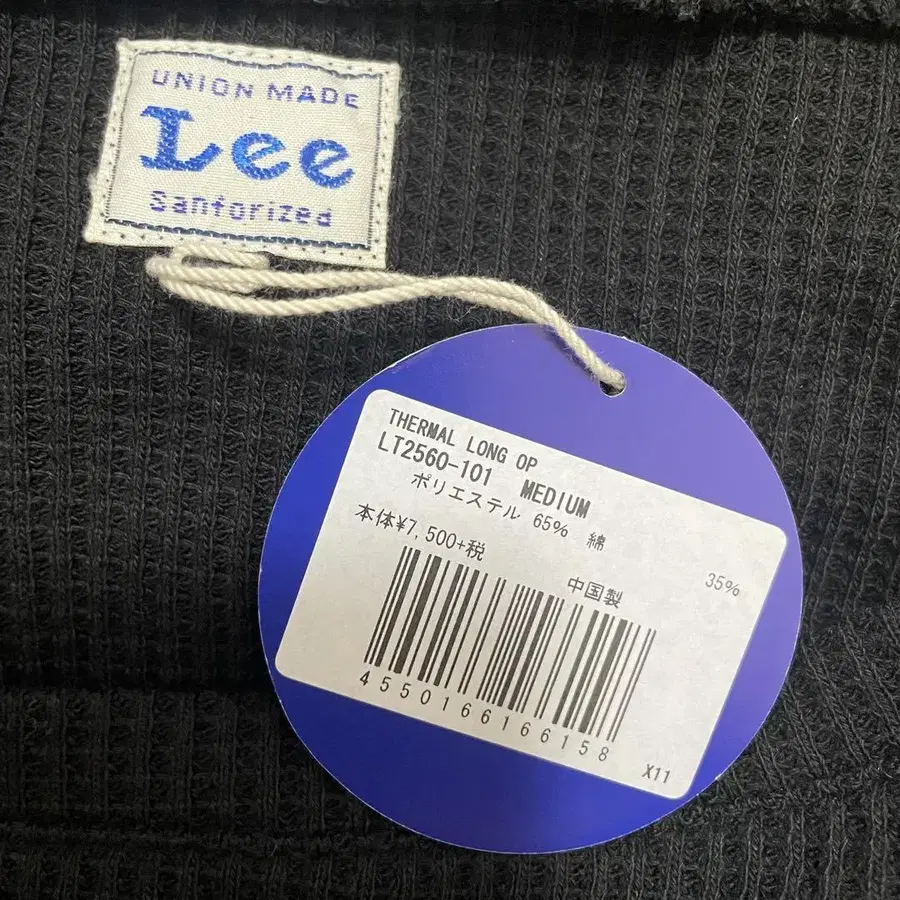 UNION MADE
Lee
Sanforized
THERMAL LONG OP
LT2560-101 MEDIUM
ポリエステル 65% 綿 35%
本体¥7,500+税
中国製
4550166166158
X11